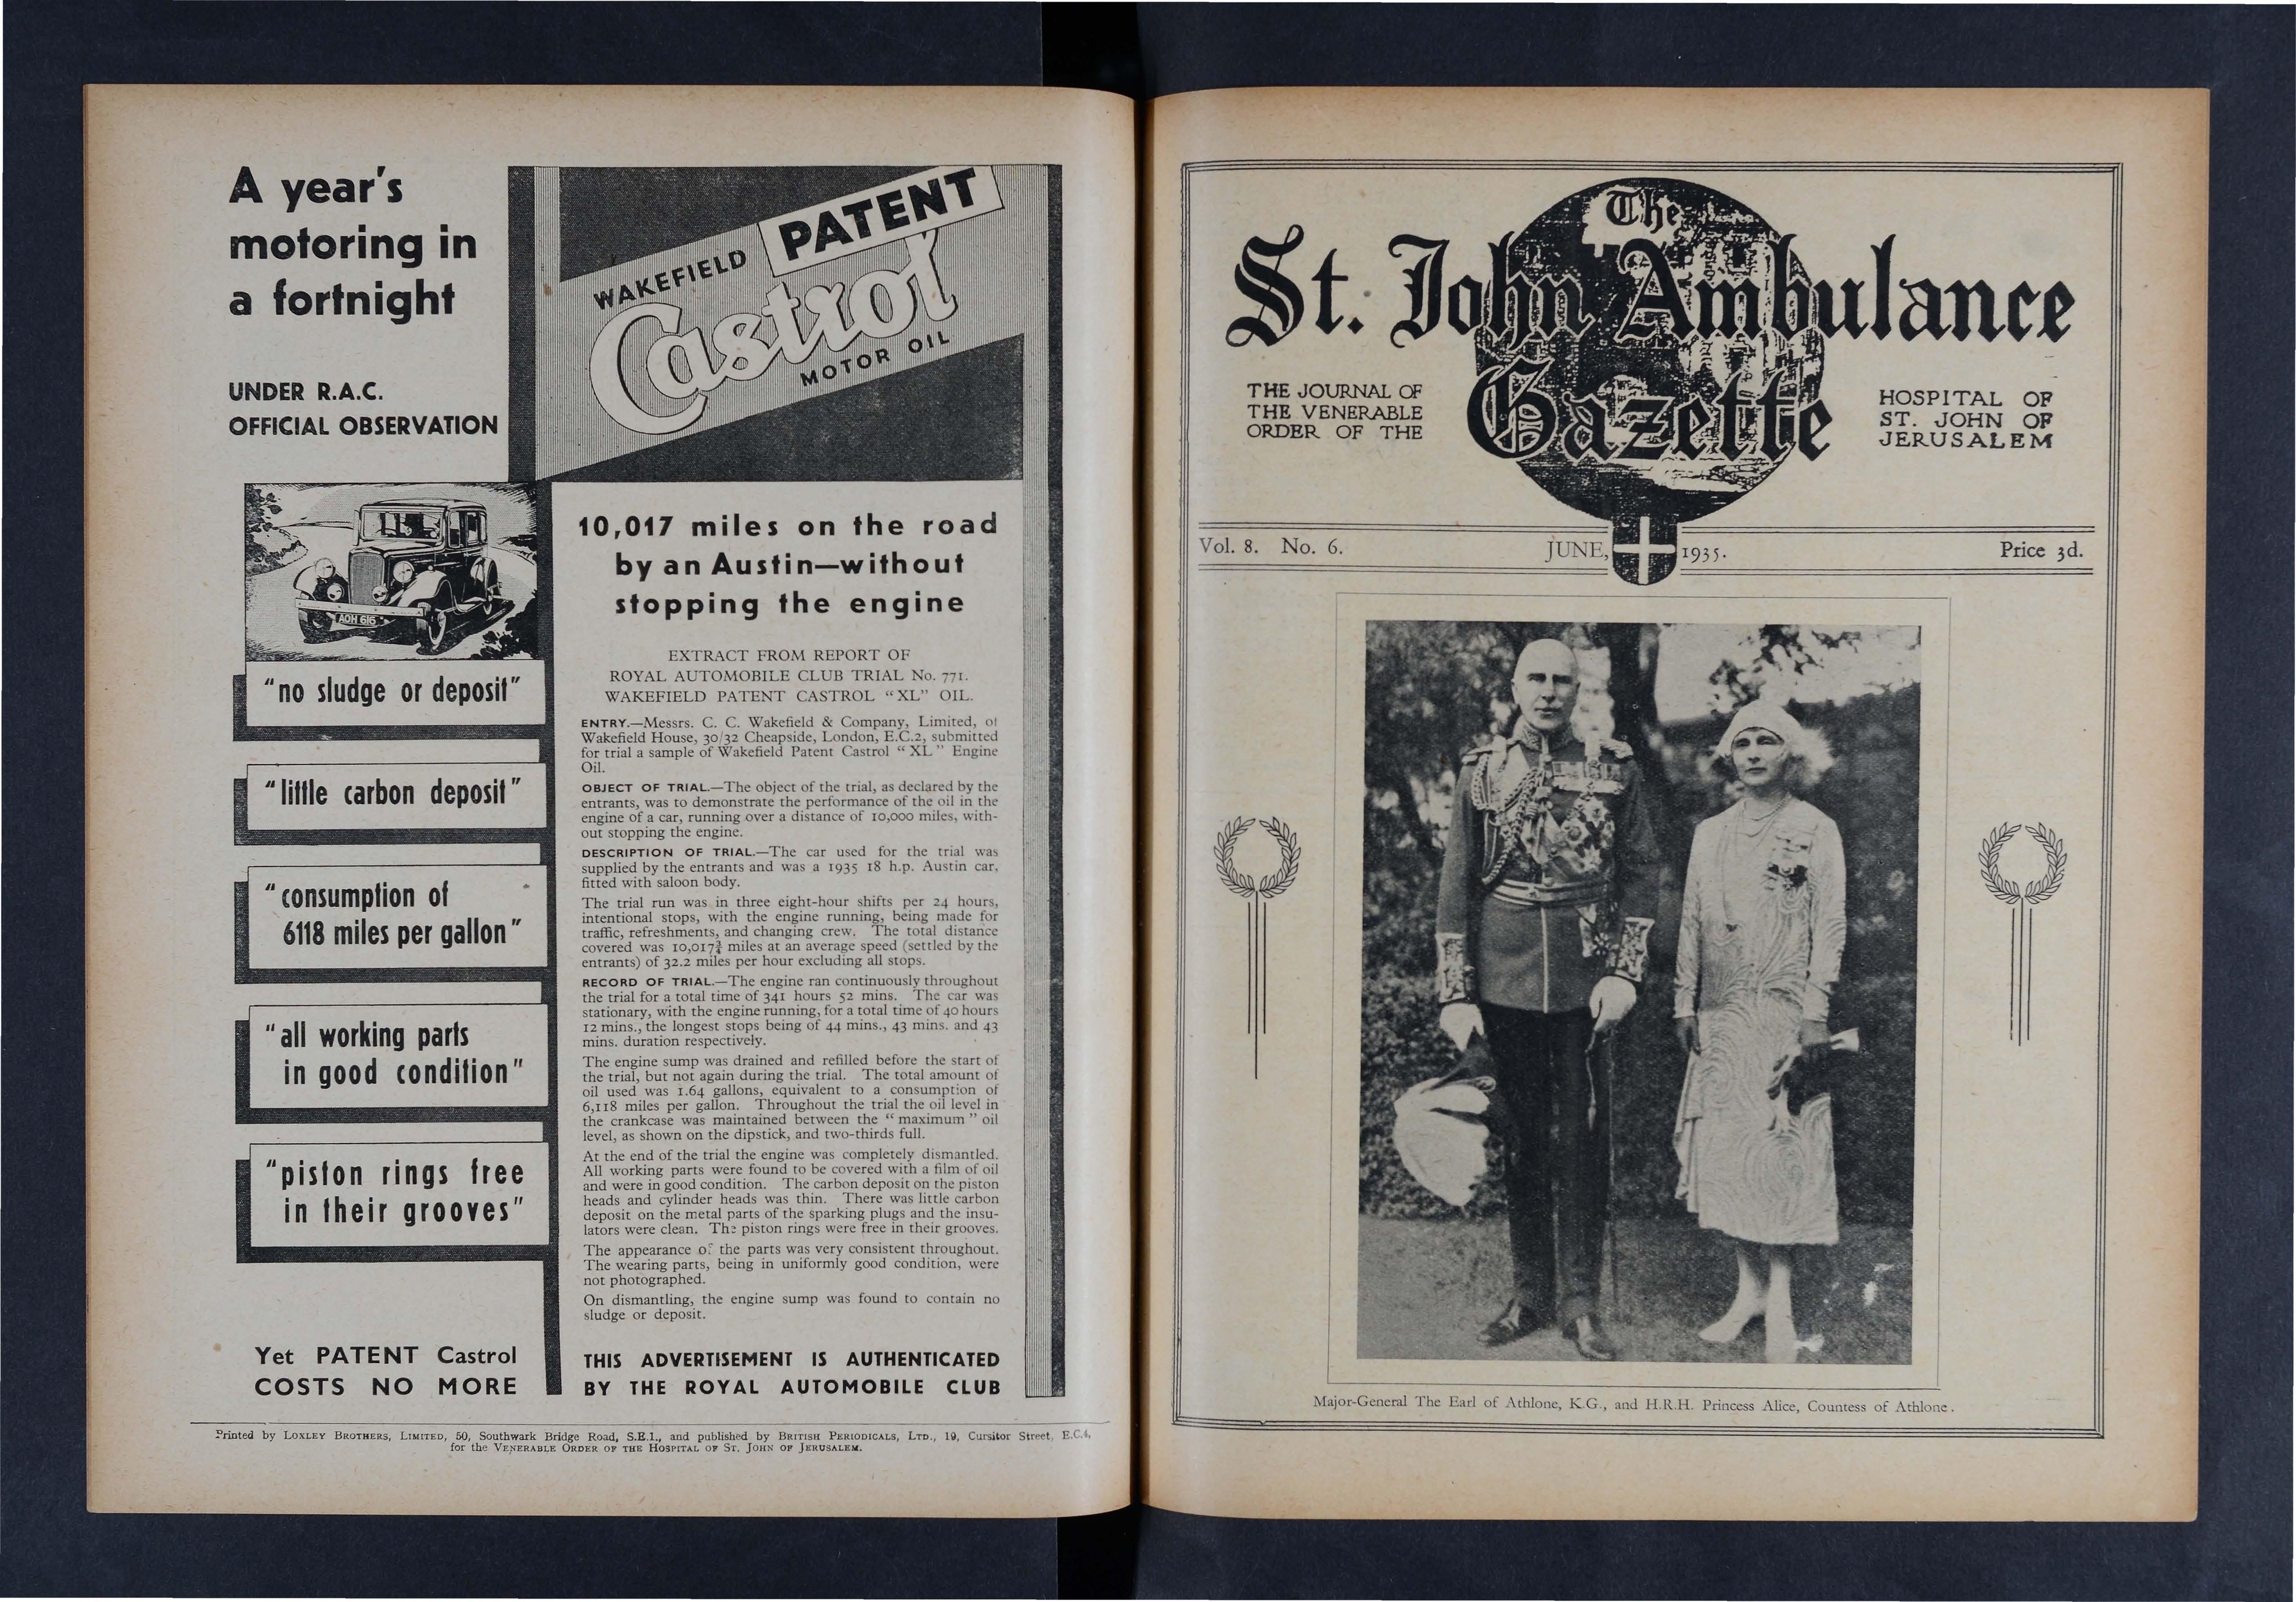 A year's
motoring in
a fortnight
UNDER R.A.C.
OFFICIAL OBSERVATION
WAKEFIELD PATENT
Castrol
MOTOR OIL
AOH 616
"no sludge or deposit"
"little carbon deposit"
"consumption of
6118 miles per gallon"
"all working parts
in good condition"
"piston rings free
in their grooves"
Yet PATENT Castrol
COSTS NO MORE
10,017 miles on the road
by an Austin—without
stopping the engine
EXTRACT FROM REPORT OF
ROYAL AUTOMOBILE CLUB TRIAL No. 771.
WAKEFIELD PATENT CASTROL "XL" OIL.
ENTRY.—Messrs. C. C. Wakefield & Company, Limited, of
Wakefield House, 30/32 Cheapside, London, E.C.2, submitted
for trial a sample of Wakefield Patent Castrol "XL" Engine
Oil.
OBJECT OF TRIAL.—The object of the trial, as declared by the
entrants, was to demonstrate the performance of the oil in the
engine of a car, running over a distance of 10,000 miles, with-
out stopping the engine.
DESCRIPTION OF TRIAL.—The car used for the trial was
supplied by the entrants and was a 1935 18 h.p. Austin car,
fitted with saloon body.
The trial run was in three eight-hour shifts per 24 hours,
intentional stops, with the engine running, being made for
traffic, refreshments, and changing crew. The total distance
covered was 10,017¾ miles at an average speed (settled by the
entrants) of 32.2 miles per hour excluding all stops.
RECORD OF TRIAL.—The engine ran continuously throughout
the trial for a total time of 341 hours 52 mins. The car was
stationary, with the engine running, for a total time of 40 hours
12 mins., the longest stops being of 44 mins., 43 mins. and 43
mins. duration respectively.
The engine sump was drained and refilled before the start of
the trial, but not again during the trial. The total amount of
oil used was 1.64 gallons, equivalent to a consumption of
6,118 miles per gallon. Throughout the trial the oil level in
the crankcase was maintained between the "maximum" oil
level, as shown on the dipstick, and two-thirds full.
At the end of the trial the engine was completely dismantled.
All working parts were found to be covered with a film of oil
and were in good condition. The carbon deposit on the piston
heads and cylinder heads was thin. There was little carbon
deposit on the metal parts of the sparking plugs and the insu-
lators were clean. The piston rings were free in their grooves.
The appearance of the parts was very consistent throughout.
The wearing parts, being in uniformly good condition, were
not photographed.
On dismantling, the engine sump was found to contain no
sludge or deposit.
THIS ADVERTISEMENT IS AUTHENTICATED
BY THE ROYAL AUTOMOBILE CLUB
Printed by LOXLEY BROTHERS, LIMITED, 50, Southwark Bridge Road, S.E.1., and published by BRITISH PERIODICALS, LTD., 19, Cursitor Street, E.C.4,
for the VENERABLE ORDER OF THE HOSPITAL OF ST. JOHN OF JERUSALEM.
The
St. John Ambulance
Gazette
THE JOURNAL OF
THE VENERABLE
ORDER OF THE
HOSPITAL OF
ST. JOHN OF
JERUSALEM
Vol. 8. No. 6. JUNE, 1935. Price 3d.
Major-General The Earl of Athlone, K.G., and H.R.H. Princess Alice, Countess of Athlone.